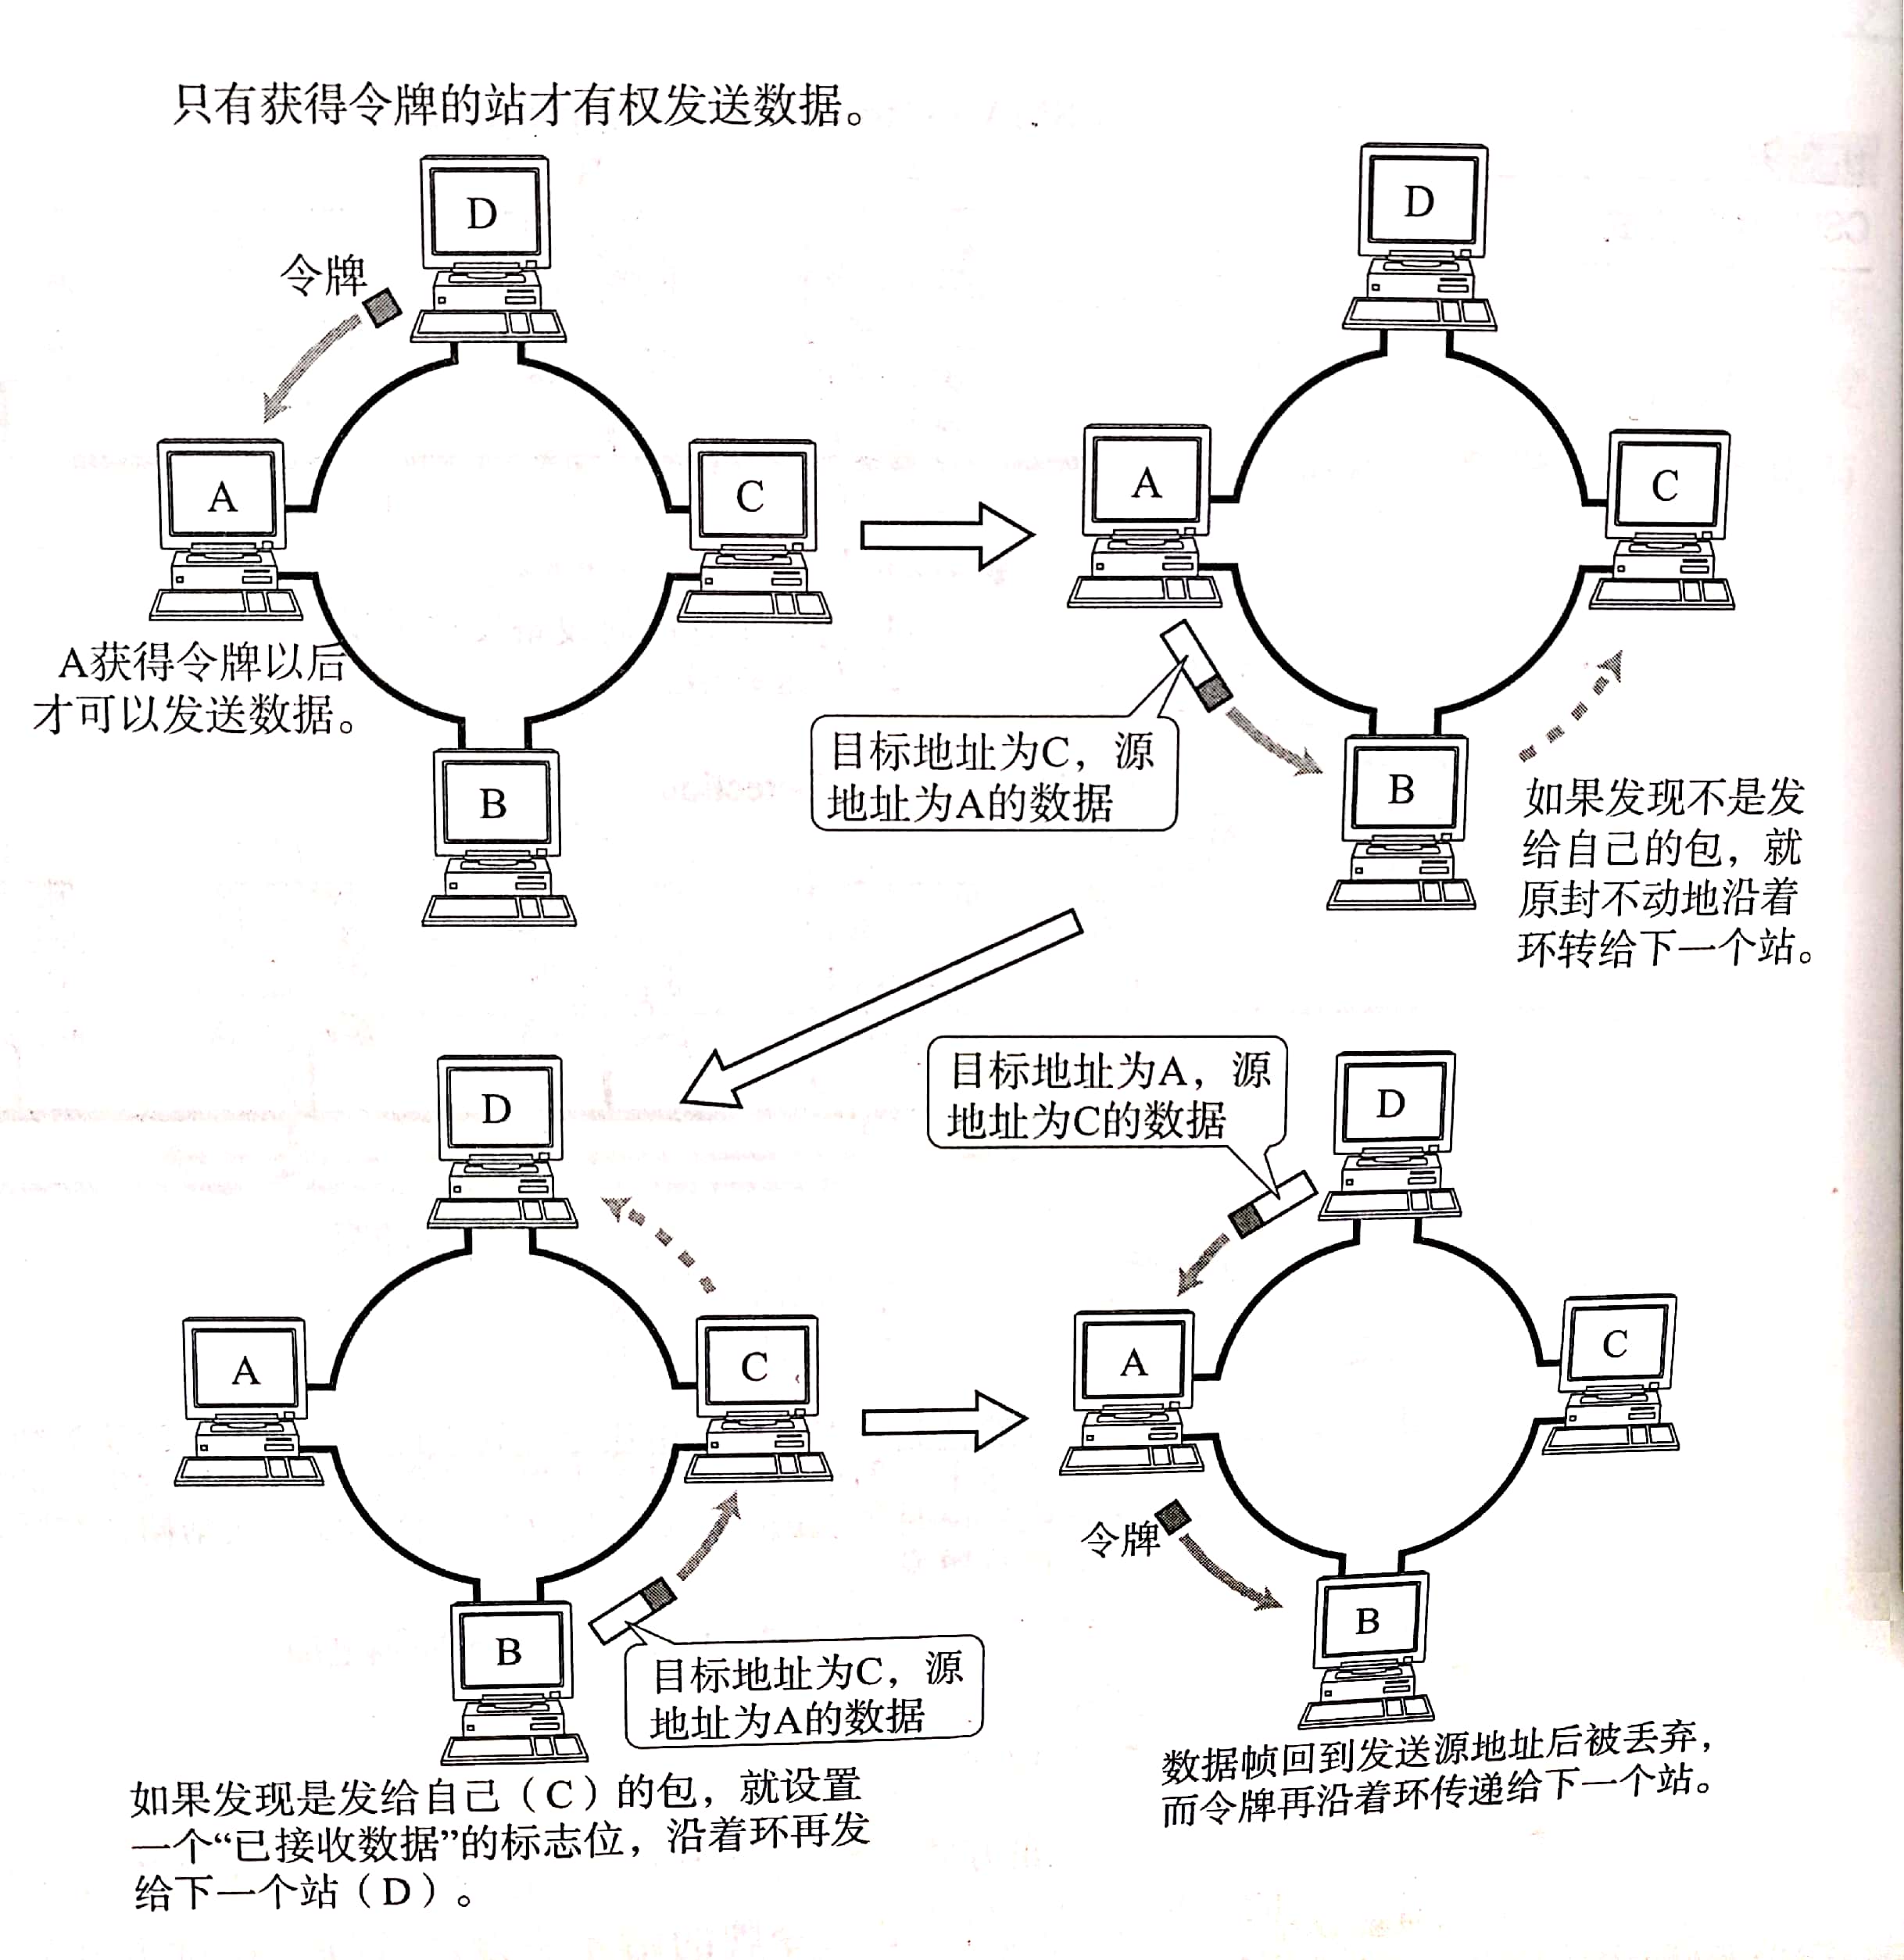 只有获得令牌的站才有权发送数据。
D
令牌
A
C
A获得令牌以后
才可以发送数据。
B
D
A
C
目标地址为C，源
地址为A的数据
B
如果发现不是发
给自己的包，就
原封不动地沿着
环转给下一个站。
D
A
C
B
目标地址为C，源
地址为A的数据
如果发现是发给自己（C）的包，就设置
一个“已接收数据”的标志位，沿着环再发
给下一个站（D）。
目标地址为A，源
地址为C的数据
D
A
C
令牌
B
数据帧回到发送源地址后被丢弃，
而令牌再沿着环传递给下一个站。